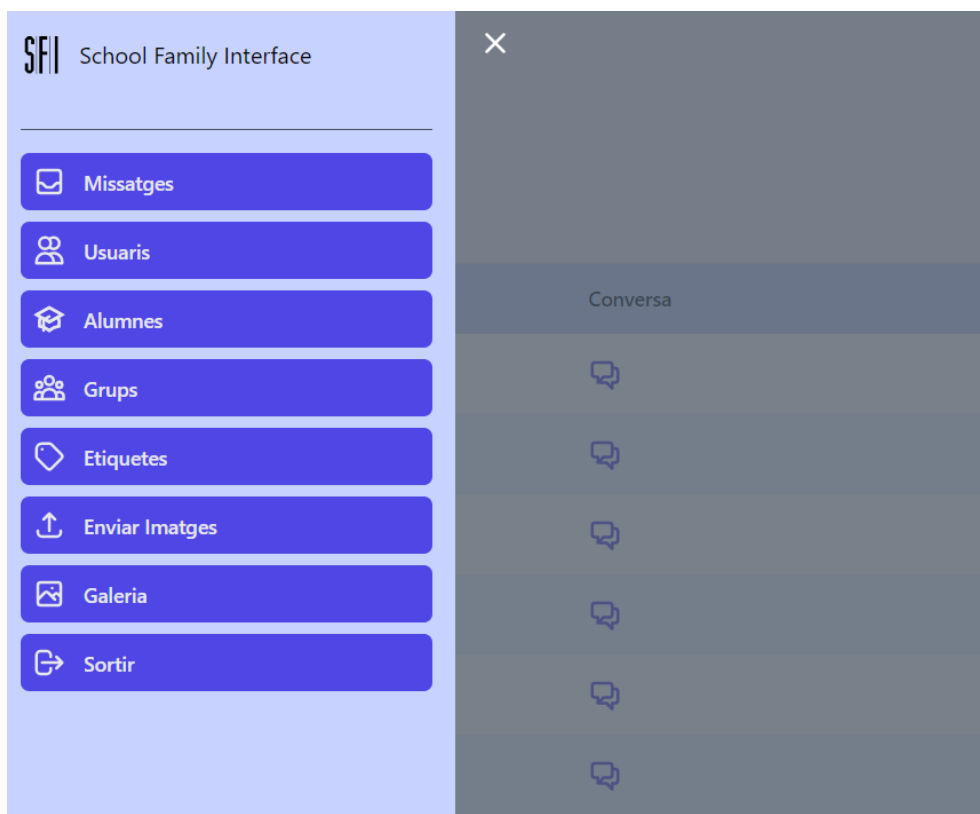 SFI School Family Interface
Missatges
Usuaris
Alumnes
Grups
Etiquetes
Enviar Imatges
Galeria
Sortir
Conversa